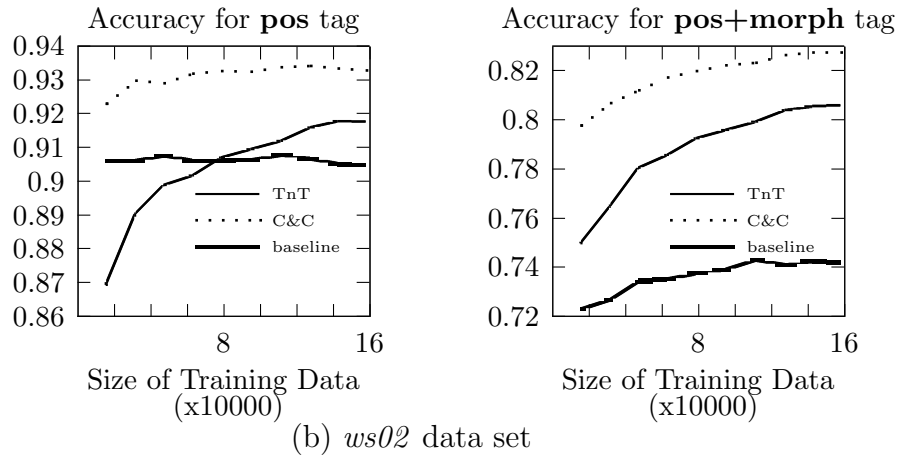 Accuracy for pos tag
0.94
0.93
0.92
0.91
0.9
0.89
0.88
0.87
0.86
TnT
C&C
baseline
8
16
Size of Training Data
(x10000)
Accuracy for pos+morph tag
0.82
0.8
0.78
0.76
0.74
0.72
TnT
C&C
baseline
8
16
Size of Training Data
(x10000)
(b) ws02 data set